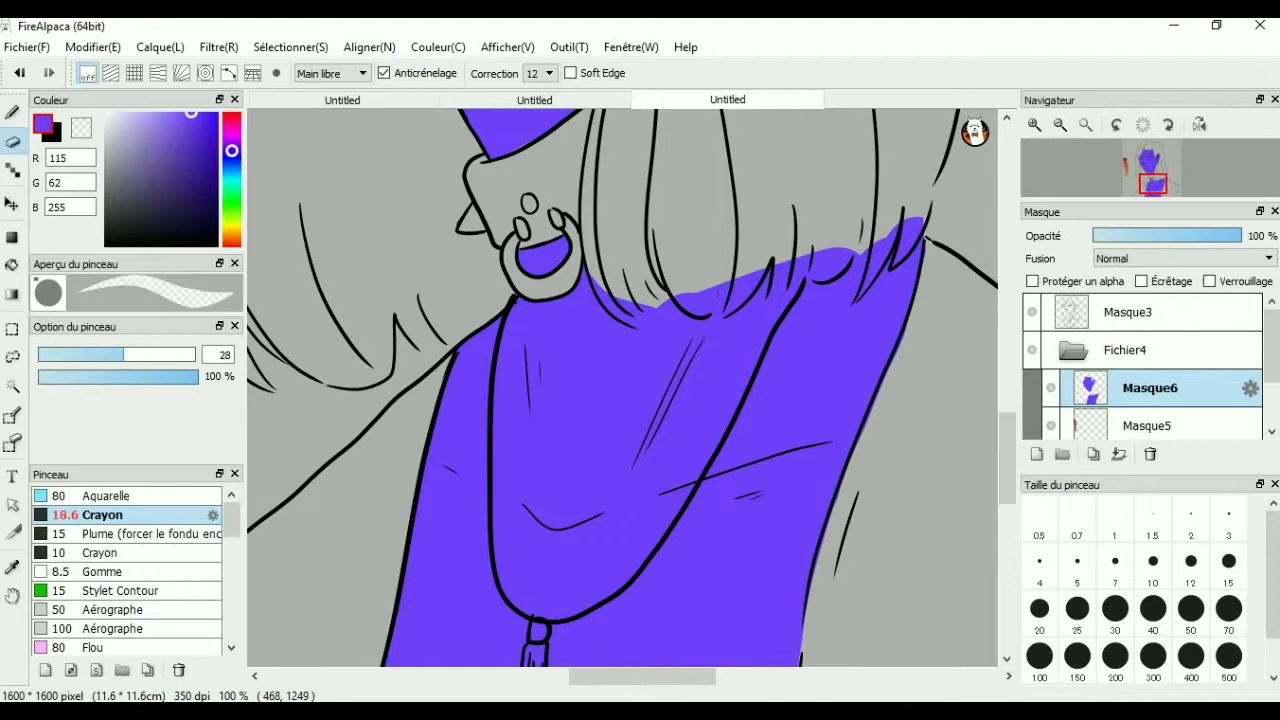 FireAlpaca (64bit)
Fichier(F) Modifier(E) Calque(L) Filtre(R) Sélectionner(S) Aligner(N) Couleur(C) Afficher(V) Outil(T) Fenêtre(W) Help
off Main libre Anticrénelage Correction 12 Soft Edge
Couleur
R 115
G 62
B 255
Aperçu du pinceau
Option du pinceau
28
100 %
Pinceau
80 Aquarelle
18.6 Crayon
15 Plume (forcer le fondu enc
10 Crayon
8.5 Gomme
15 Stylet Contour
50 Aérographe
100 Aérographe
80 Flou
Untitled Untitled Untitled
Navigateur
Masque
Opacité 100 %
Fusion Normal
Protéger un alpha Écrêtage Verrouillage
Masque3
Fichier4
Masque6
Masque5
Taille du pinceau
0.5 0.7 1 1.5 2 3
4 5 7 10 12 15
20 25 30 40 50 70
100 150 200 300 400 500
1600 * 1600 pixel (11.6 * 11.6cm) 350 dpi 100 % ( 468, 1249 )